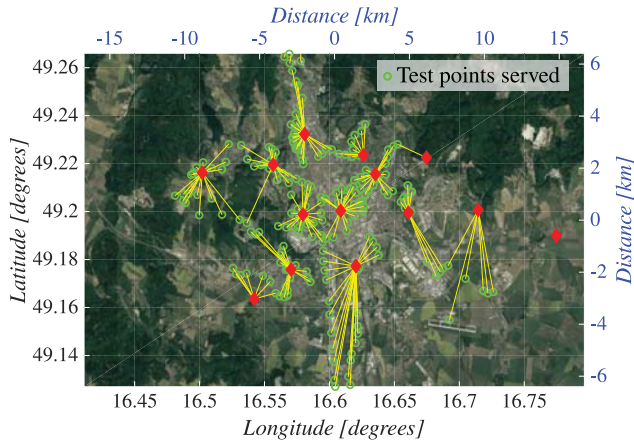 Distance [km]
-15 -10 -5 0 5 10 15
Test points served
49.26
49.24
49.22
49.2
49.18
49.16
49.14
Latitude [degrees]
6
4
2
0
-2
-4
-6
Distance [km]
16.45 16.5 16.55 16.6 16.65 16.7 16.75
Longitude [degrees]